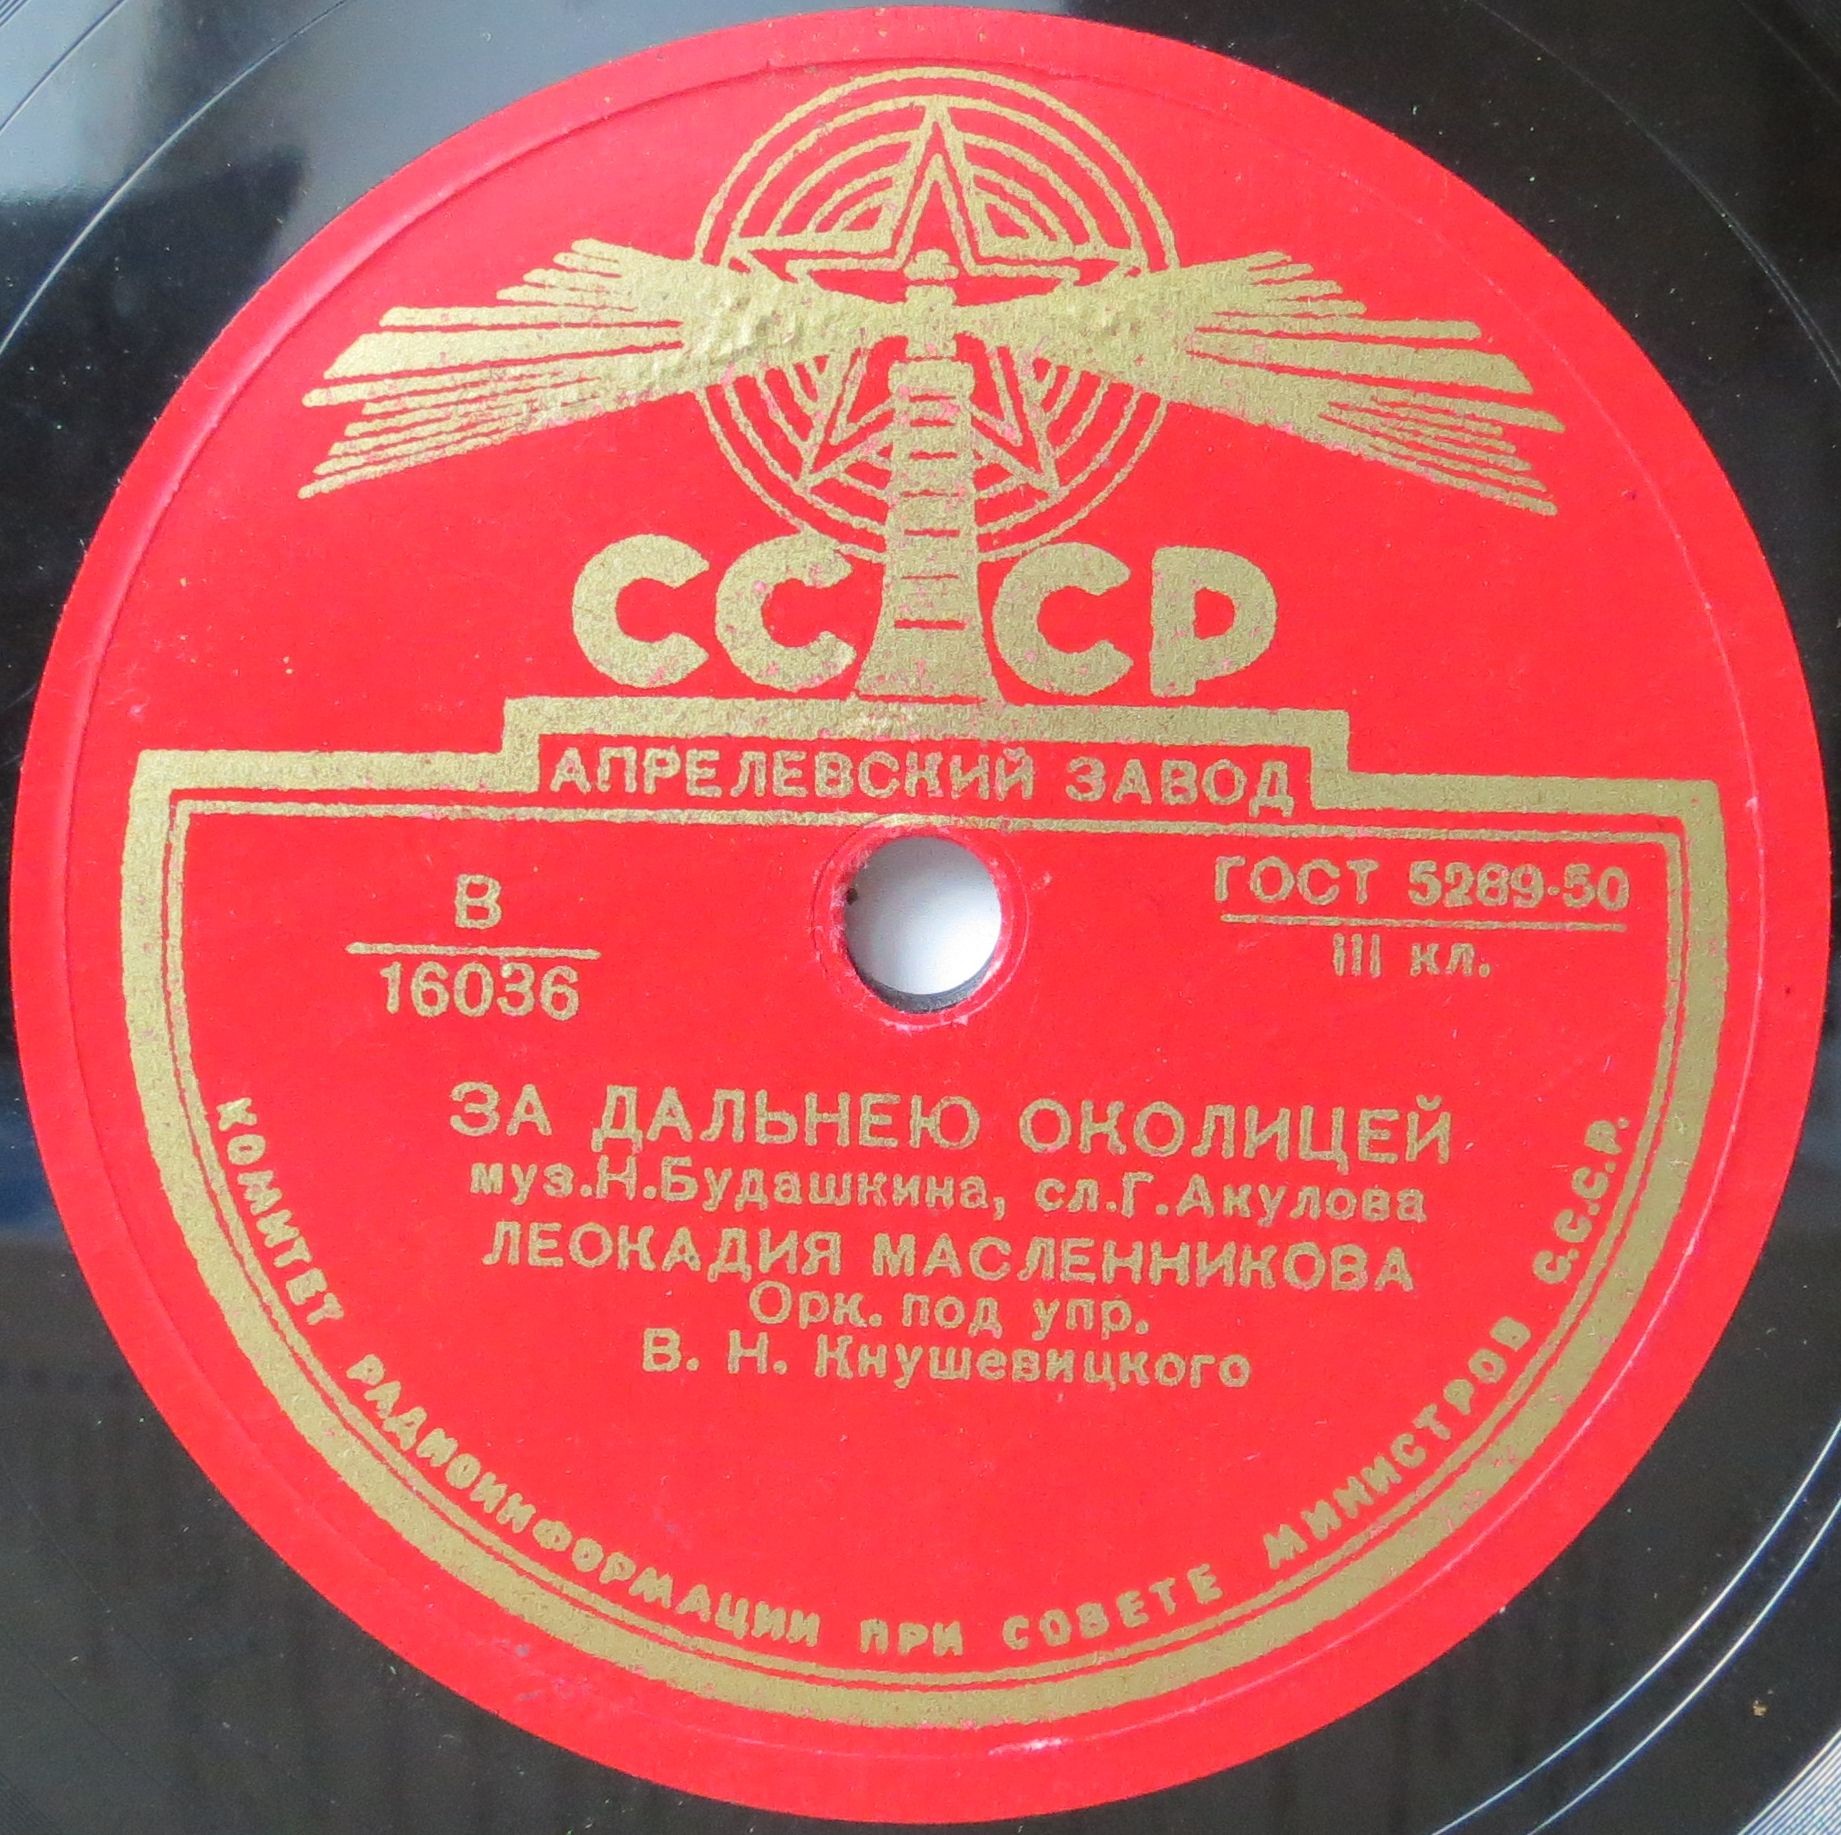 СССР
АПРЕЛЕВСКИЙ ЗАВОД
В
16036
ГОСТ 5289-50
III кл.
ЗА ДАЛЬНЕЮ ОКОЛИЦЕЙ
муз.Н.Будашкина, сл.Г.Акулова
ЛЕОКАДИЯ МАСЛЕННИКОВА
Орк. под упр.
В. Н. Кнушевицкого
КОМИТЕТ РАДИОИНФОРМАЦИИ ПРИ СОВЕТЕ МИНИСТРОВ С.С.С.Р.